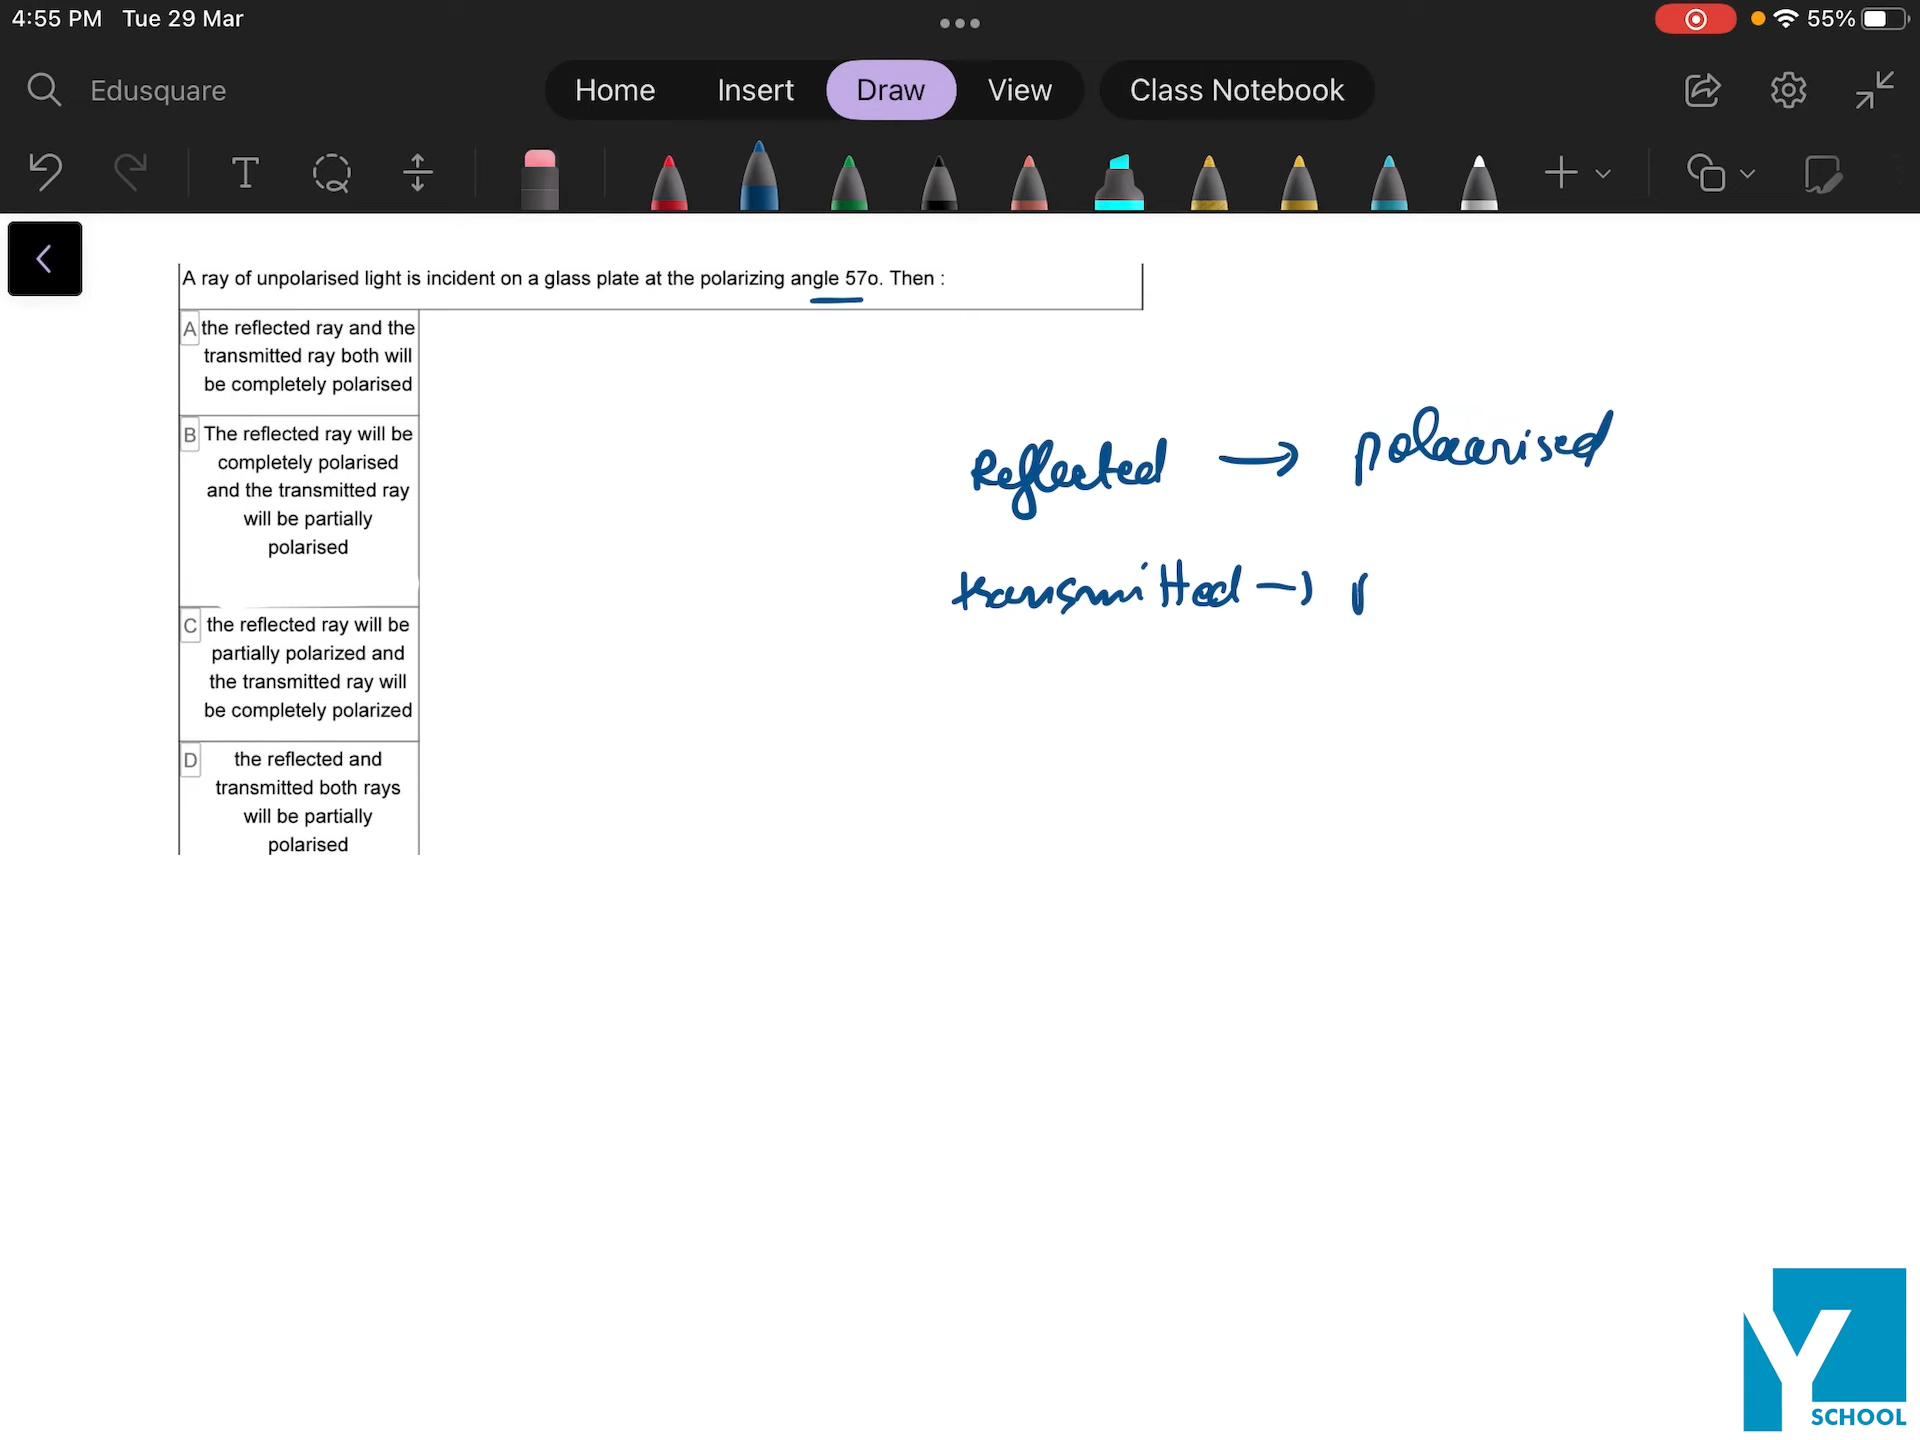 4:55 PM Tue 29 Mar
55%
Edusquare
Home Insert Draw View Class Notebook
A ray of unpolarised light is incident on a glass plate at the polarizing angle 57o. Then :
A the reflected ray and the
transmitted ray both will
be completely polarised
B The reflected ray will be
completely polarised
and the transmitted ray
will be partially
polarised
C the reflected ray will be
partially polarized and
the transmitted ray will
be completely polarized
D the reflected and
transmitted both rays
will be partially
polarised
Reflected → polaarised
transmitted →
Y
SCHOOL